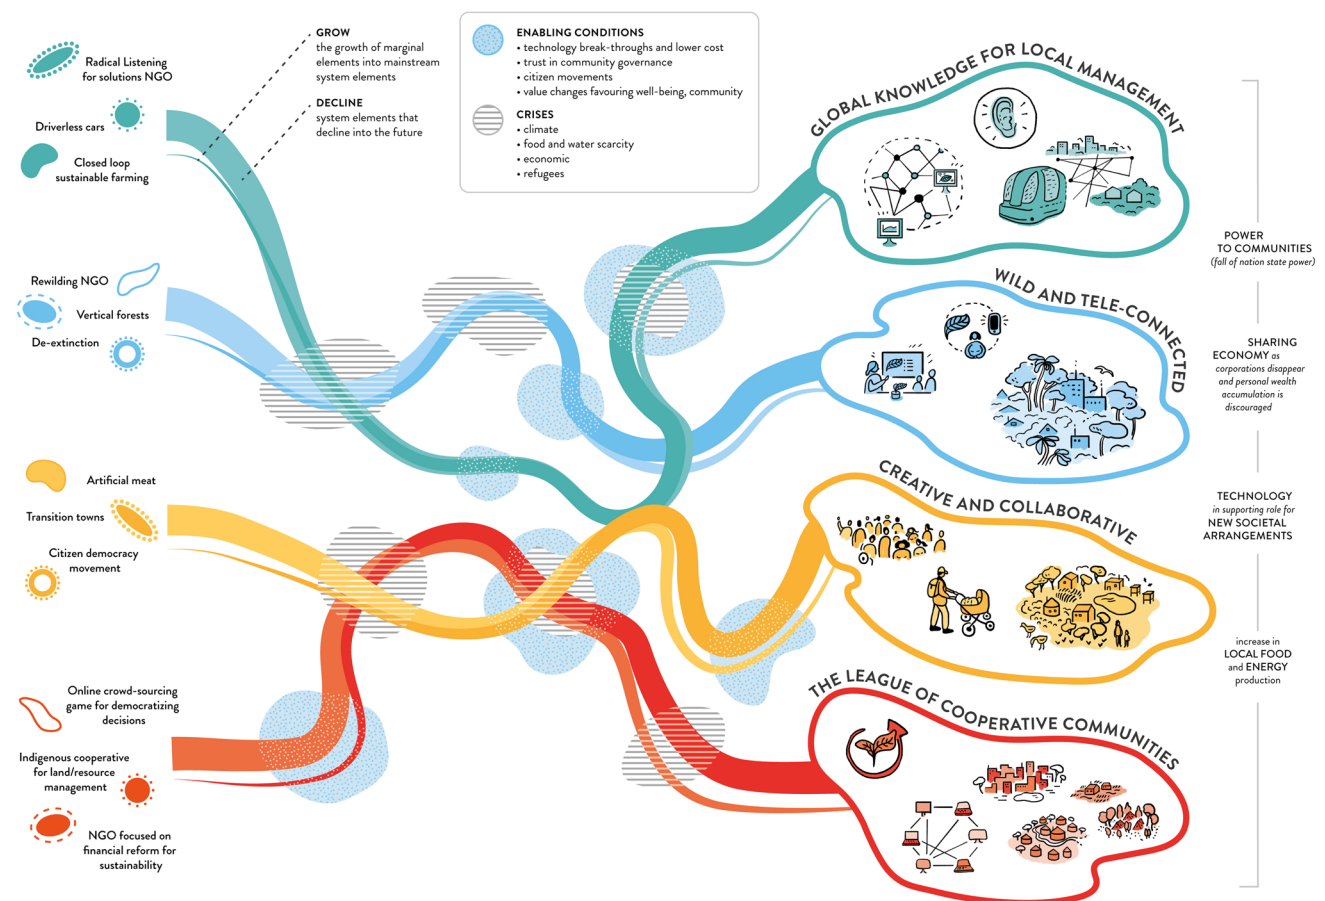 Radical Listening
for solutions NGO
Driverless cars
Closed loop
sustainable farming
GROW
the growth of marginal
elements into mainstream
system elements
DECLINE
system elements that
decline into the future
ENABLING CONDITIONS
• technology break-throughs and lower cost
• trust in community governance
• citizen movements
• value changes favouring well-being, community
CRISES
• climate
• food and water scarcity
• economic
• refugees
GLOBAL KNOWLEDGE FOR LOCAL MANAGEMENT
Rewilding NGO
Vertical forests
De-extinction
WILD AND TELE-CONNECTED
Artificial meat
Transition towns
Citizen democracy
movement
CREATIVE AND COLLABORATIVE
Online crowd-sourcing
game for democratizing
decisions
Indigenous cooperative
for land/resource
management
NGO focused on
financial reform for
sustainability
THE LEAGUE OF COOPERATIVE COMMUNITIES
POWER
TO COMMUNITIES
(fall of nation state power)
SHARING
ECONOMY as
corporations disappear
and personal wealth
accumulation is
discouraged
TECHNOLOGY
in supporting role for
NEW SOCIETAL
ARRANGEMENTS
increase in
LOCAL FOOD
and ENERGY
production